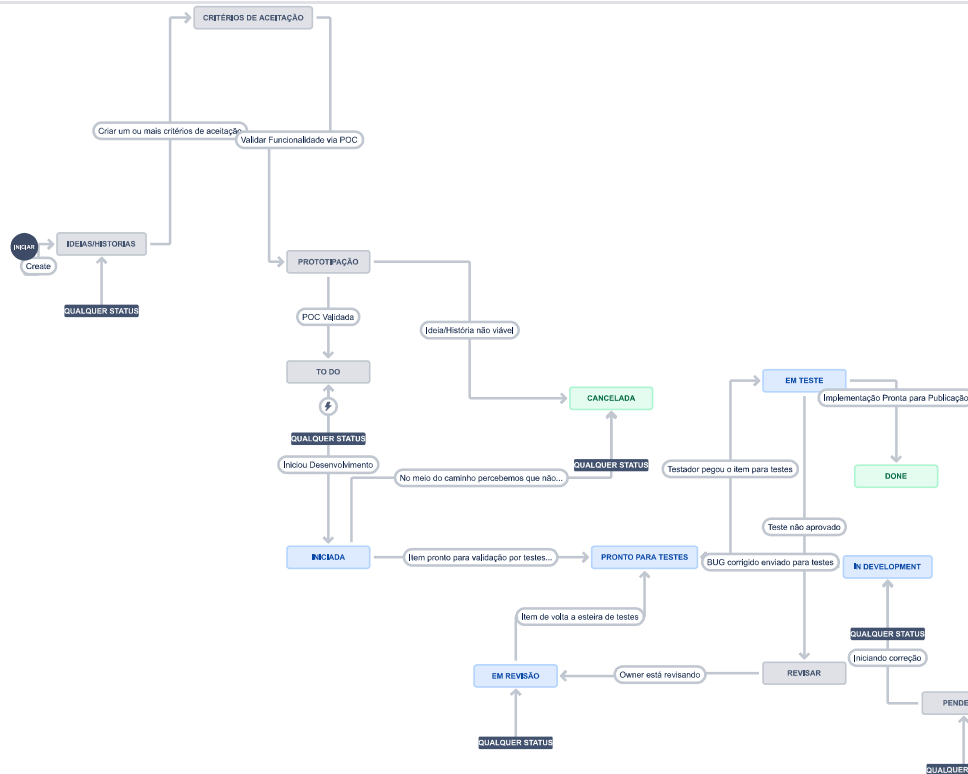 CRITÉRIOS DE ACEITAÇÃO
Criar um ou mais critérios de aceitação
Validar Funcionalidade via POC
INICIAR
Create
IDEIAS/HISTORIAS
QUALQUER STATUS
PROTOTIPAÇÃO
POC Validada
Ideia/História não viável
TO DO
QUALQUER STATUS
Iniciou Desenvolvimento
CANCELADA
QUALQUER STATUS
No meio do caminho percebemos que não...
INICIADA
Item pronto para validação por testes...
PRONTO PARA TESTES
EM TESTE
Implementação Pronta para Publicação
DONE
Testador pegou o item para testes
Teste não aprovado
BUG corrigido enviado para testes
IN DEVELOPMENT
QUALQUER STATUS
Iniciando correção
Item de volta a esteira de testes
EM REVISÃO
Owner está revisando
REVISAR
QUALQUER STATUS
PENDE
QUALQUER